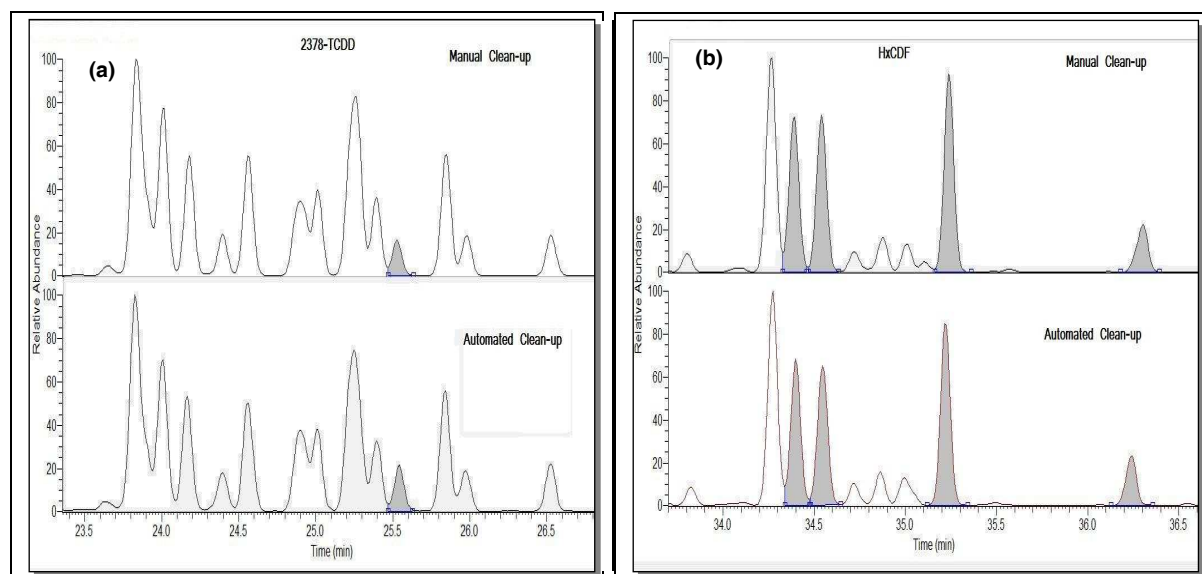 2378-TCDD
(a)
Manual Clean-up
100
80
60
40
20
0
Relative Abundance
100
80
60
40
20
0
Automated Clean-up
23.5 24.0 24.5 25.0 25.5 26.0 26.5
Time (min)
(b)
HxCDF
Manual Clean-up
100
80
60
40
20
0
Relative Abundance
100
80
60
40
20
0
Automated Clean-up
34.0 34.5 35.0 35.5 36.0 36.5
Time (min)